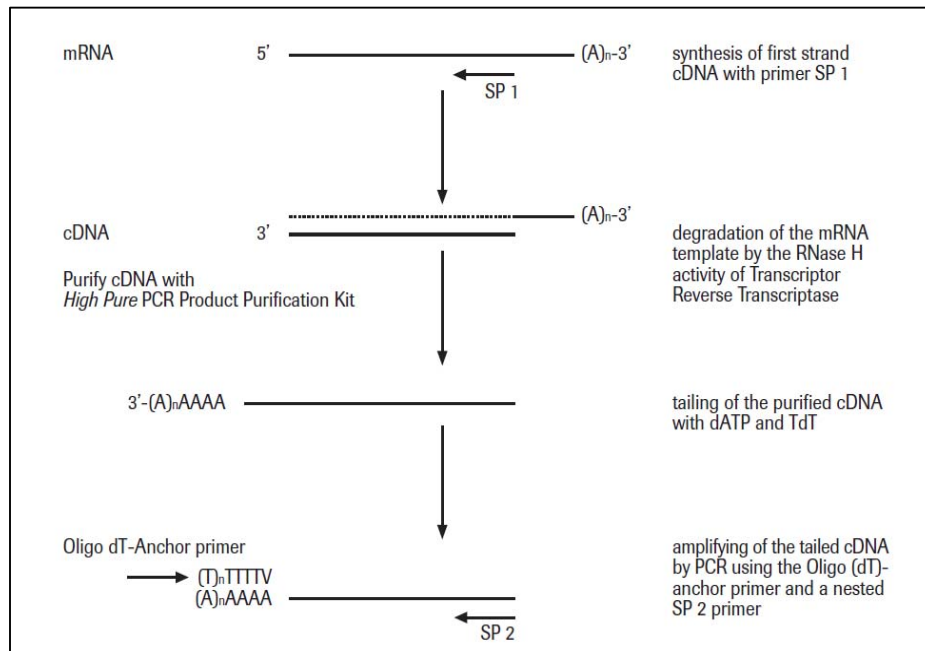 mRNA 5’ (A)n-3’ synthesis of first strand
cDNA with primer SP 1
SP 1
(A)n-3’
cDNA 3’ degradation of the mRNA
template by the RNase H
activity of Transcriptor
Reverse Transcriptase
Purify cDNA with
High Pure PCR Product Purification Kit
3’-(A)nAAAA tailing of the purified cDNA
with dATP and TdT
Oligo dT-Anchor primer amplifying of the tailed cDNA
by PCR using the Oligo (dT)-
anchor primer and a nested
SP 2 primer
(T)nTTTTV
(A)nAAAA
SP 2